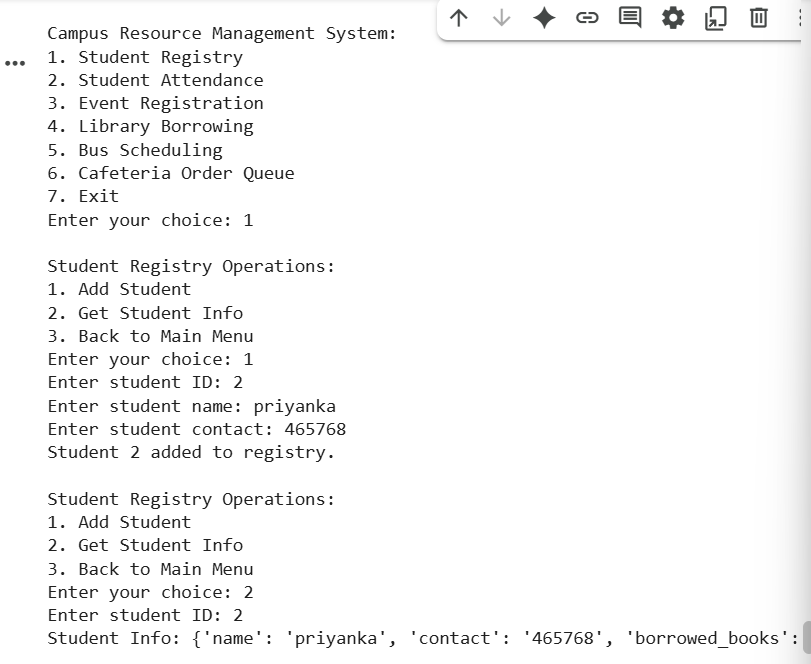 Campus Resource Management System:
1. Student Registry
2. Student Attendance
3. Event Registration
4. Library Borrowing
5. Bus Scheduling
6. Cafeteria Order Queue
7. Exit
Enter your choice: 1
Student Registry Operations:
1. Add Student
2. Get Student Info
3. Back to Main Menu
Enter your choice: 1
Enter student ID: 2
Enter student name: priyanka
Enter student contact: 465768
Student 2 added to registry.
Student Registry Operations:
1. Add Student
2. Get Student Info
3. Back to Main Menu
Enter your choice: 2
Enter student ID: 2
Student Info: {'name': 'priyanka', 'contact': '465768', 'borrowed_books':